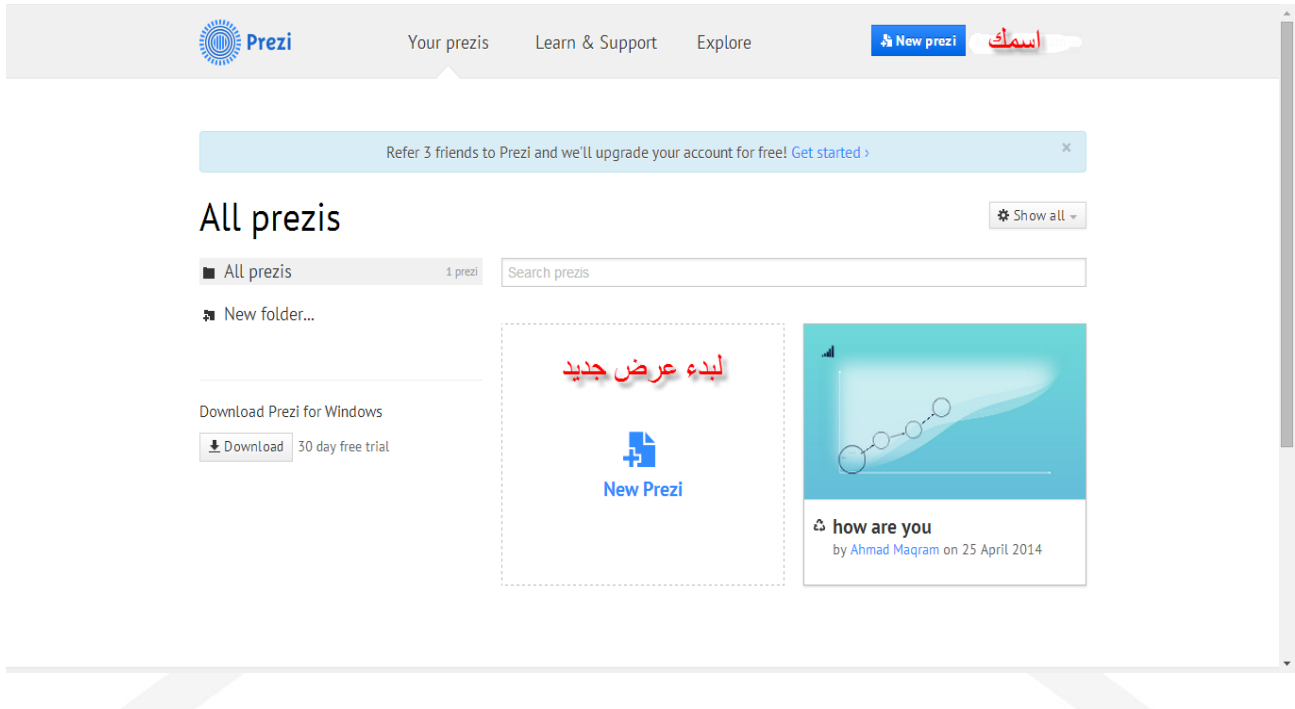 Prezi Your prezis Learn & Support Explore New prezi اسمك
Refer 3 friends to Prezi and we'll upgrade your account for free! Get started › ×
All prezis
Show all
All prezis 1 prezi
Search prezis
New folder...
لبدء عرض جديد
Download Prezi for Windows
Download 30 day free trial
New Prezi
how are you
by Ahmad Maqram on 25 April 2014